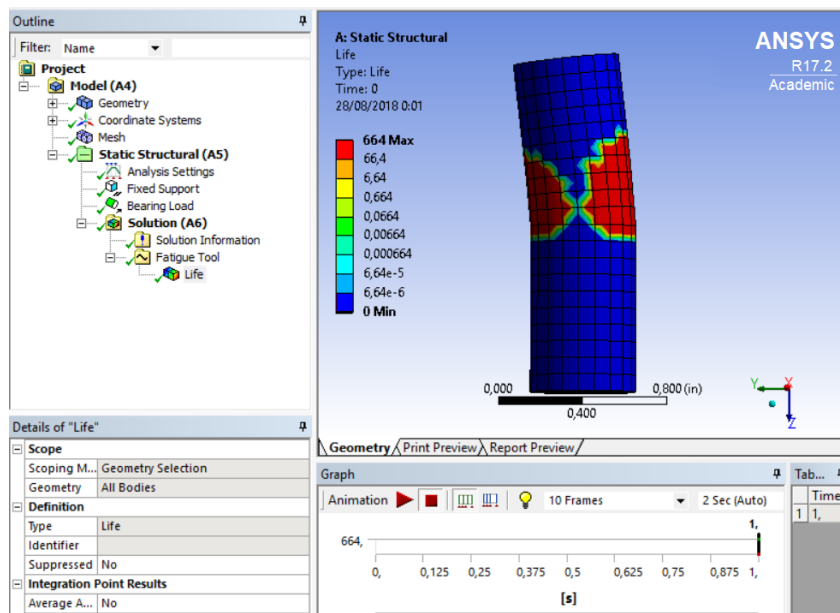 Outline
Filter: Name
Project
Model (A4)
Geometry
Coordinate Systems
Mesh
Static Structural (A5)
Analysis Settings
Fixed Support
Bearing Load
Solution (A6)
Solution Information
Fatigue Tool
Life
Details of "Life"
Scope
Scoping M... Geometry Selection
Geometry All Bodies
Definition
Type Life
Identifier
Suppressed No
Integration Point Results
Average A... No
A: Static Structural
Life
Type: Life
Time: 0
28/08/2018 0:01
664 Max
66,4
6,64
0,664
0,0664
0,00664
0,000664
6,64e-5
6,64e-6
0 Min
ANSYS
R17.2
Academic
0,000 0,800 (in)
0,400
Y X
Z
Geometry Print Preview Report Preview
Graph
Animation 10 Frames 2 Sec (Auto)
1,
664,
0, 0,125 0,25 0,375 0,5 0,625 0,75 0,875 1,
[s]
Tab...
Time
1 1,